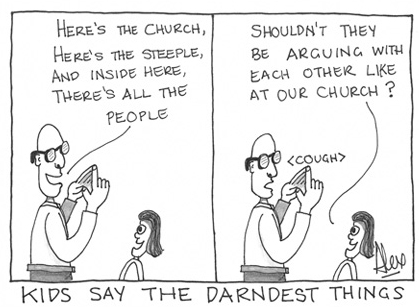 HERE'S THE CHURCH,
HERE'S THE STEEPLE,
AND INSIDE HERE,
THERE'S ALL THE
PEOPLE
SHOULDN'T THEY
BE ARGUING WITH
EACH OTHER LIKE
AT OUR CHURCH?
<COUGH>
KIDS SAY THE DARNDEST THINGS